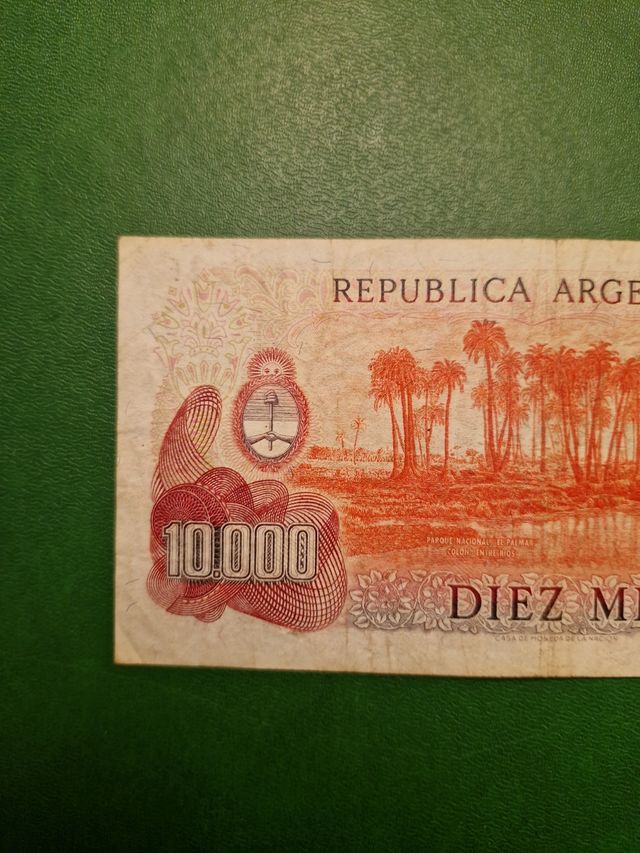 REPUBLICA ARGE
10.000
PARQUE NACIONAL EL PALMAR
COLON ENTRE RIOS
DIEZ MI
CASA DE MONEDA DE LA NACION